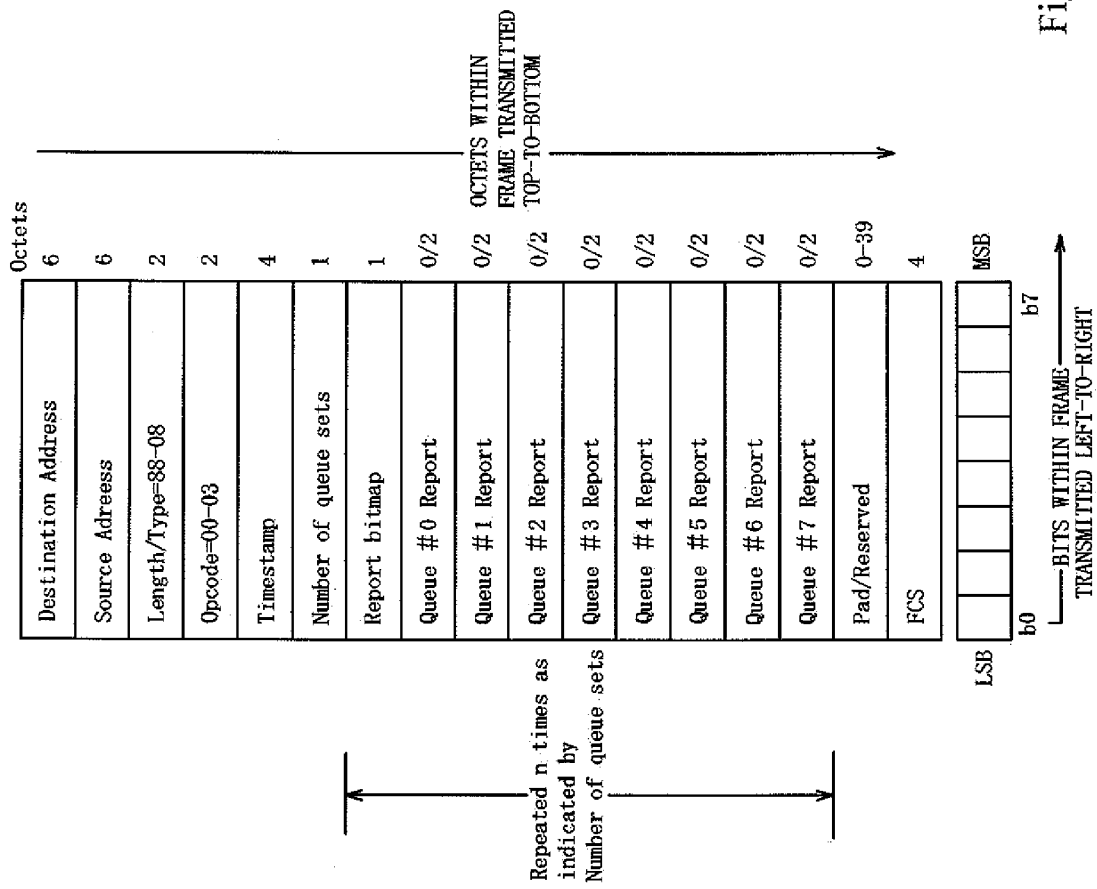 Octets
Destination Address 6
Source Adreess 6
Length/Type=88-08 2
Opcode=00-03 2
Timestamp 4
Number of queue sets 1
Report bitmap 1
Queue #0 Report 0/2
Queue #1 Report 0/2
Queue #2 Report 0/2
Queue #3 Report 0/2
Queue #4 Report 0/2
Queue #5 Report 0/2
Queue #6 Report 0/2
Queue #7 Report 0/2
Pad/Reserved 0-39
FCS 4
Repeated n times as
indicated by
Number of queue sets
OCTETS WITHIN
FRAME TRANSMITTED
TOP-TO-BOTTOM
LSB MSB
b0 b7
BITS WITHIN FRAME
TRANSMITTED LEFT-TO-RIGHT